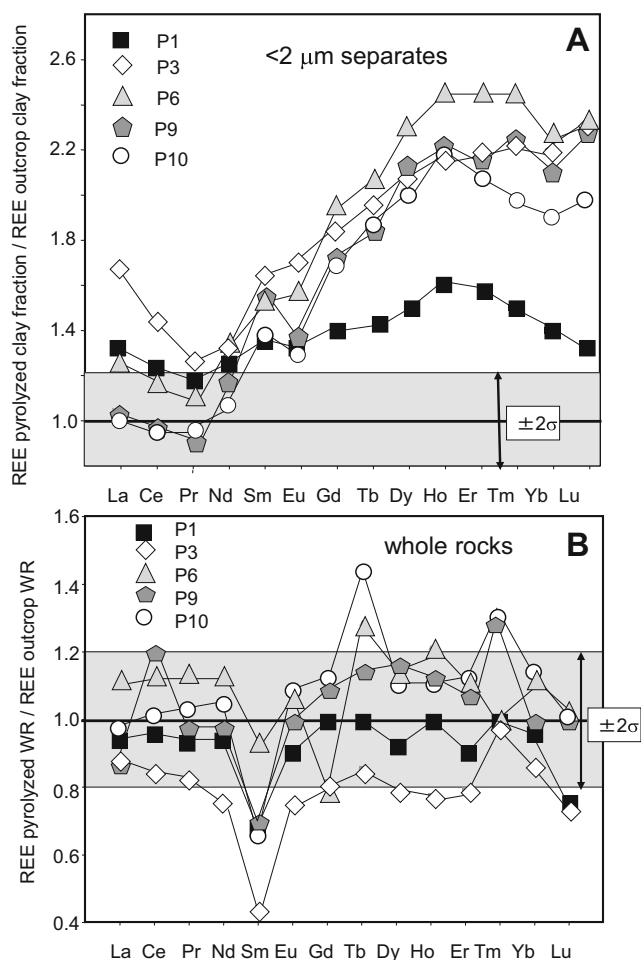 A
<2 μm separates
P1
P3
P6
P9
P10
2.6
2.2
1.8
1.4
1.0
REE pyrolyzed clay fraction / REE outcrop clay fraction
±2σ
La Ce Pr Nd Sm Eu Gd Tb Dy Ho Er Tm Yb Lu
B
whole rocks
P1
P3
P6
P9
P10
1.6
1.4
1.2
1.0
0.8
0.6
0.4
REE pyrolyzed WR / REE outcrop WR
±2σ
La Ce Pr Nd Sm Eu Gd Tb Dy Ho Er Tm Yb Lu